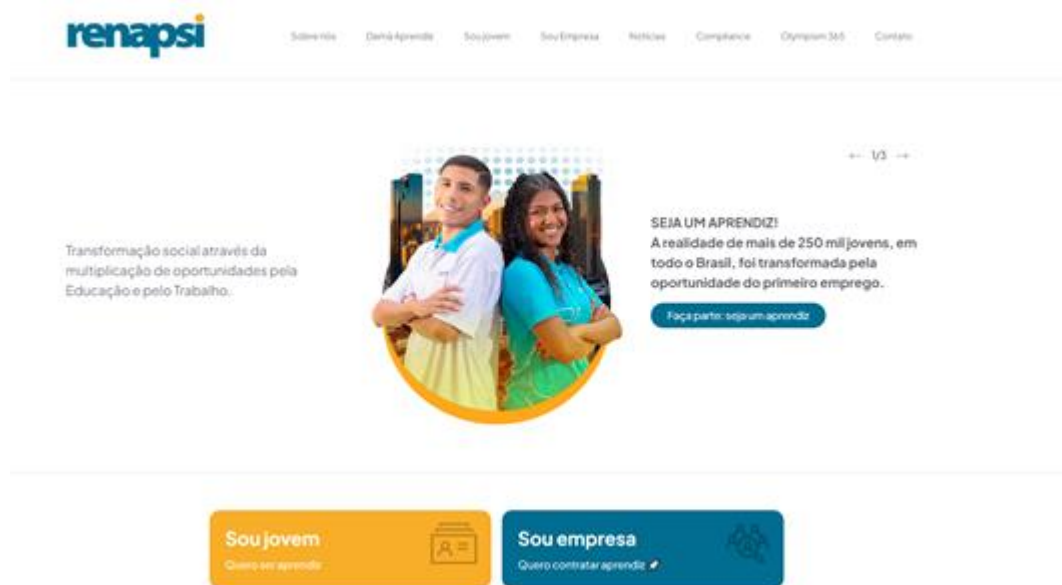 renapsi
Sobre nós Demà Aprendiz Sou jovem Sou Empresa Notícias Compliance Olympism 365 Contato
← 1/3 →
Transformação social através da
multiplicação de oportunidades pela
Educação e pelo Trabalho.
SEJA UM APRENDIZ!
A realidade de mais de 250 mil jovens, em
todo o Brasil, foi transformada pela
oportunidade do primeiro emprego.
Faça parte: seja um aprendiz
Sou jovem
Quero ser aprendiz
Sou empresa
Quero contratar aprendiz